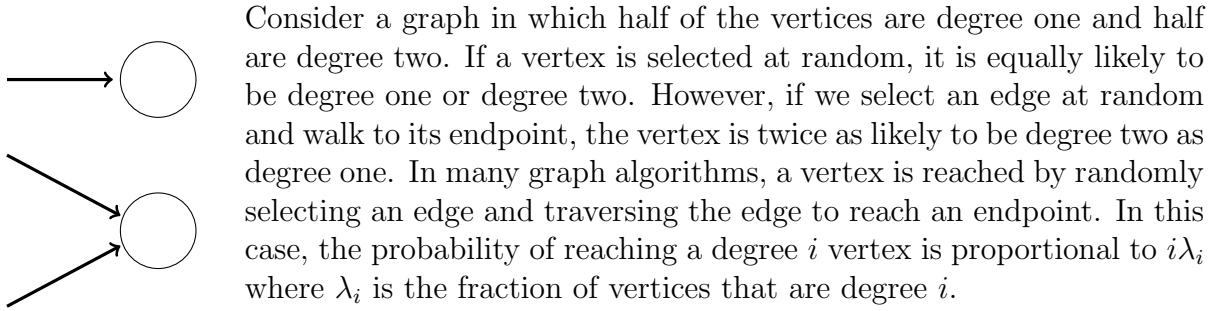 Consider a graph in which half of the vertices are degree one and half
are degree two. If a vertex is selected at random, it is equally likely to
be degree one or degree two. However, if we select an edge at random
and walk to its endpoint, the vertex is twice as likely to be degree two as
degree one. In many graph algorithms, a vertex is reached by randomly
selecting an edge and traversing the edge to reach an endpoint. In this
case, the probability of reaching a degree i vertex is proportional to iλᵢ
where λᵢ is the fraction of vertices that are degree i.